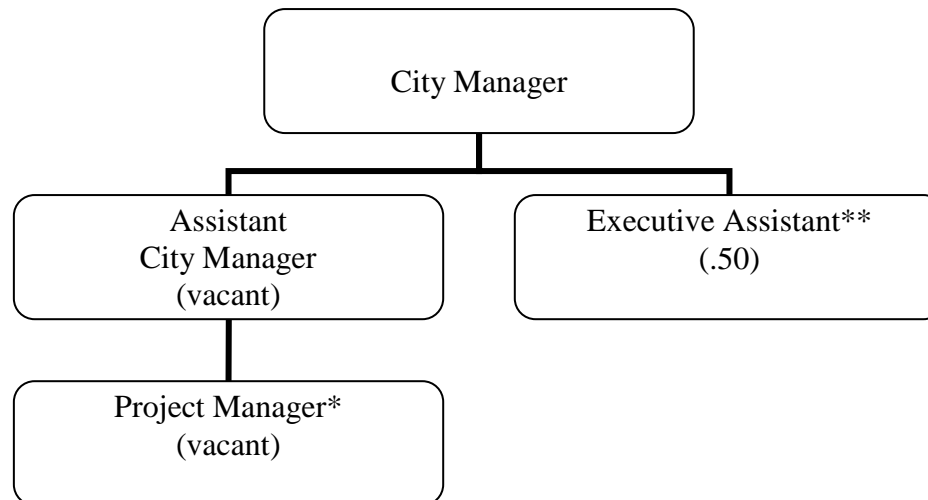 City Manager
Assistant
City Manager
(vacant)
Executive Assistant**
(.50)
Project Manager*
(vacant)